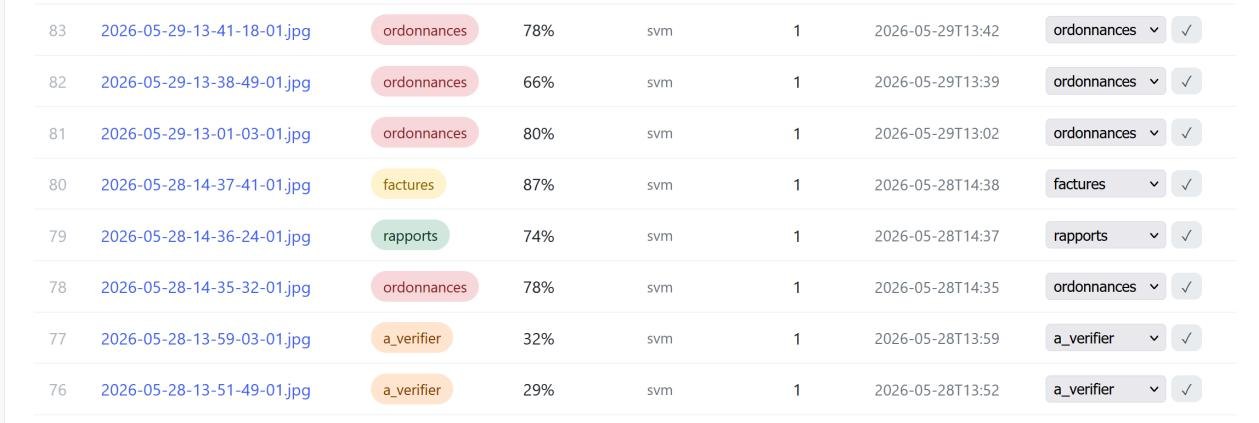 83 2026-05-29-13-41-18-01.jpg ordonnances 78% svm 1 2026-05-29T13:42 ordonnances ✓
82 2026-05-29-13-38-49-01.jpg ordonnances 66% svm 1 2026-05-29T13:39 ordonnances ✓
81 2026-05-29-13-01-03-01.jpg ordonnances 80% svm 1 2026-05-29T13:02 ordonnances ✓
80 2026-05-28-14-37-41-01.jpg factures 87% svm 1 2026-05-28T14:38 factures ✓
79 2026-05-28-14-36-24-01.jpg rapports 74% svm 1 2026-05-28T14:37 rapports ✓
78 2026-05-28-14-35-32-01.jpg ordonnances 78% svm 1 2026-05-28T14:35 ordonnances ✓
77 2026-05-28-13-59-03-01.jpg a_verifier 32% svm 1 2026-05-28T13:59 a_verifier ✓
76 2026-05-28-13-51-49-01.jpg a_verifier 29% svm 1 2026-05-28T13:52 a_verifier ✓